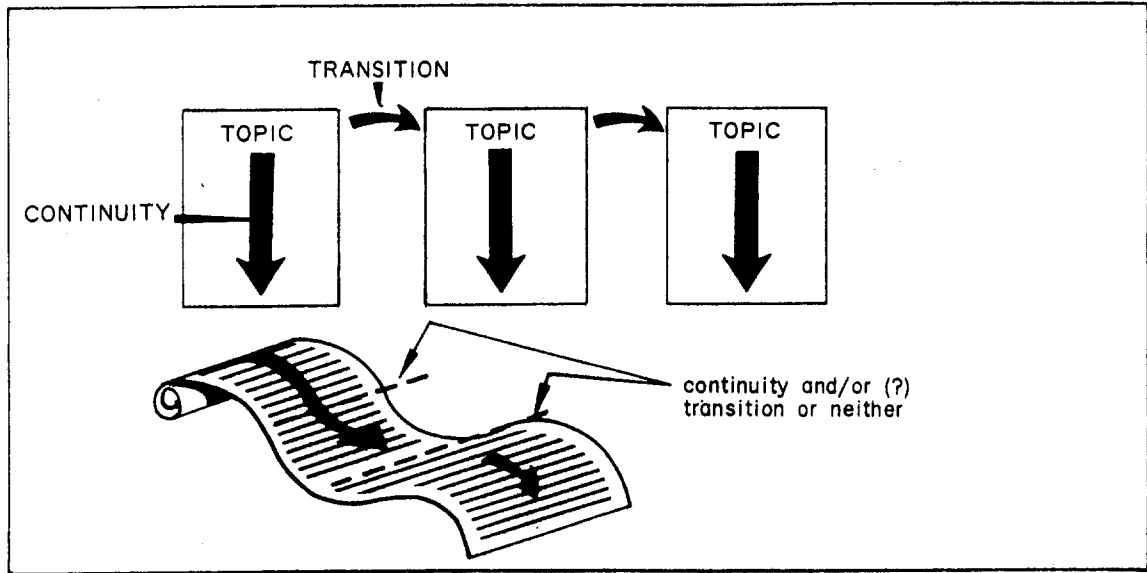 TRANSITION
TOPIC
TOPIC
TOPIC
CONTINUITY
continuity and/or (?)
transition or neither